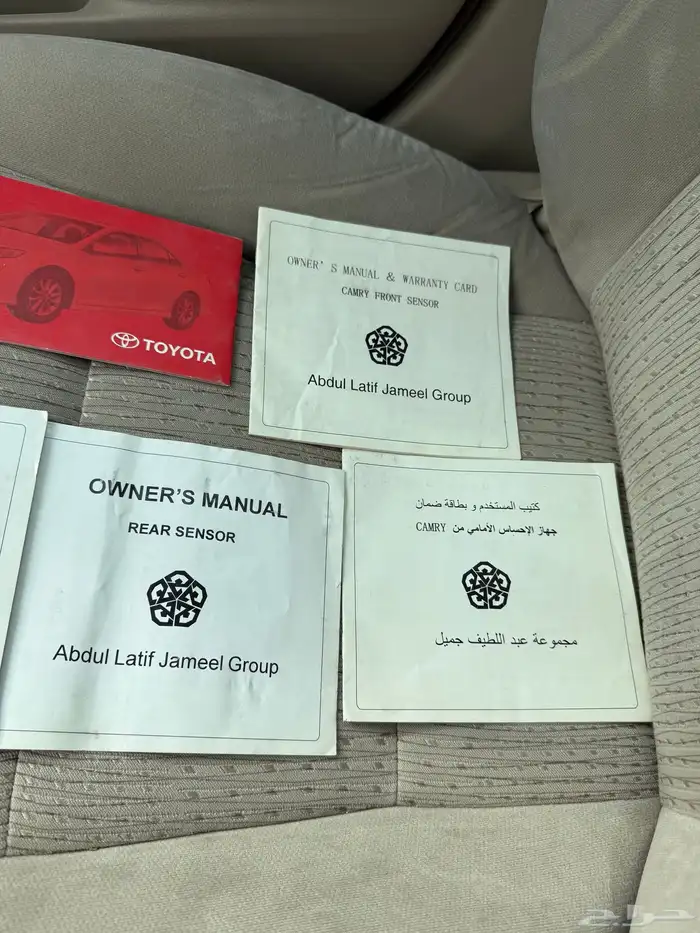 TOYOTA
OWNER'S MANUAL & WARRANTY CARD
CAMRY FRONT SENSOR
Abdul Latif Jameel Group
OWNER'S MANUAL
REAR SENSOR
Abdul Latif Jameel Group
كتيب المستخدم و بطاقة ضمان
جهاز الإحساس الأمامي من CAMRY
مجموعة عبد اللطيف جميل
حراج